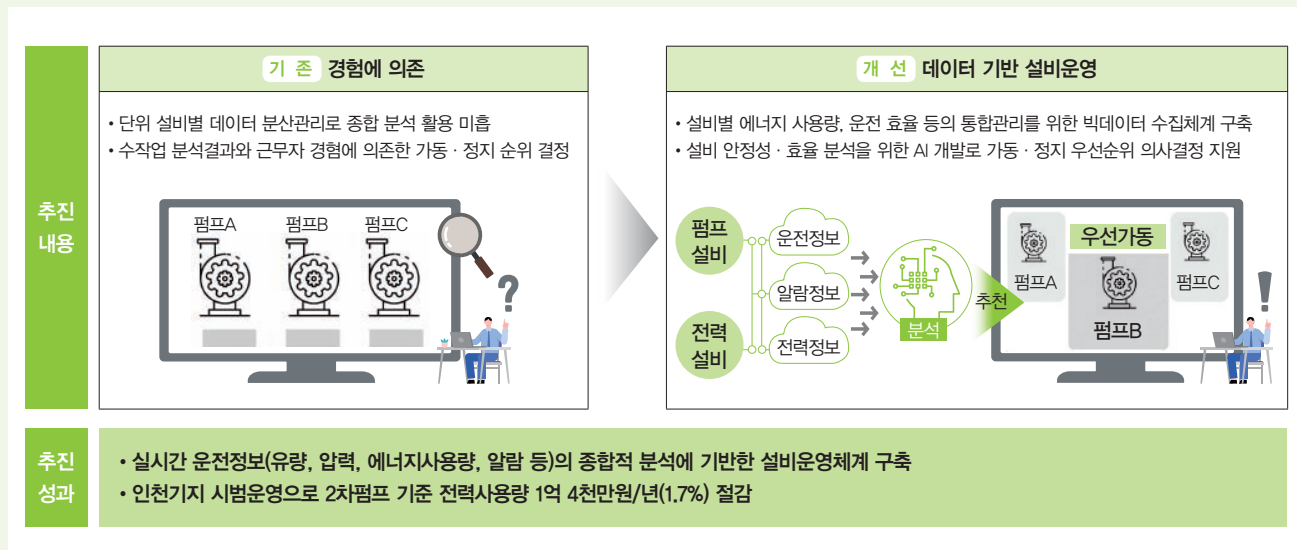 추진
내용
기 존 경험에 의존
• 단위 설비별 데이터 분산관리로 종합 분석 활용 미흡
• 수작업 분석결과와 근무자 경험에 의존한 가동 · 정지 순위 결정
펌프A
펌프B
펌프C
?
개 선 데이터 기반 설비운영
• 설비별 에너지 사용량, 운전 효율 등의 통합관리를 위한 빅데이터 수집체계 구축
• 설비 안정성 · 효율 분석을 위한 AI 개발로 가동 · 정지 우선순위 의사결정 지원
펌프
설비
전력
설비
운전정보
알람정보
전력정보
분석
추천
펌프A
우선가동
펌프B
펌프C
!
추진
성과
• 실시간 운전정보(유량, 압력, 에너지사용량, 알람 등)의 종합적 분석에 기반한 설비운영체계 구축
• 인천기지 시범운영으로 2차펌프 기준 전력사용량 1억 4천만원/년(1.7%) 절감